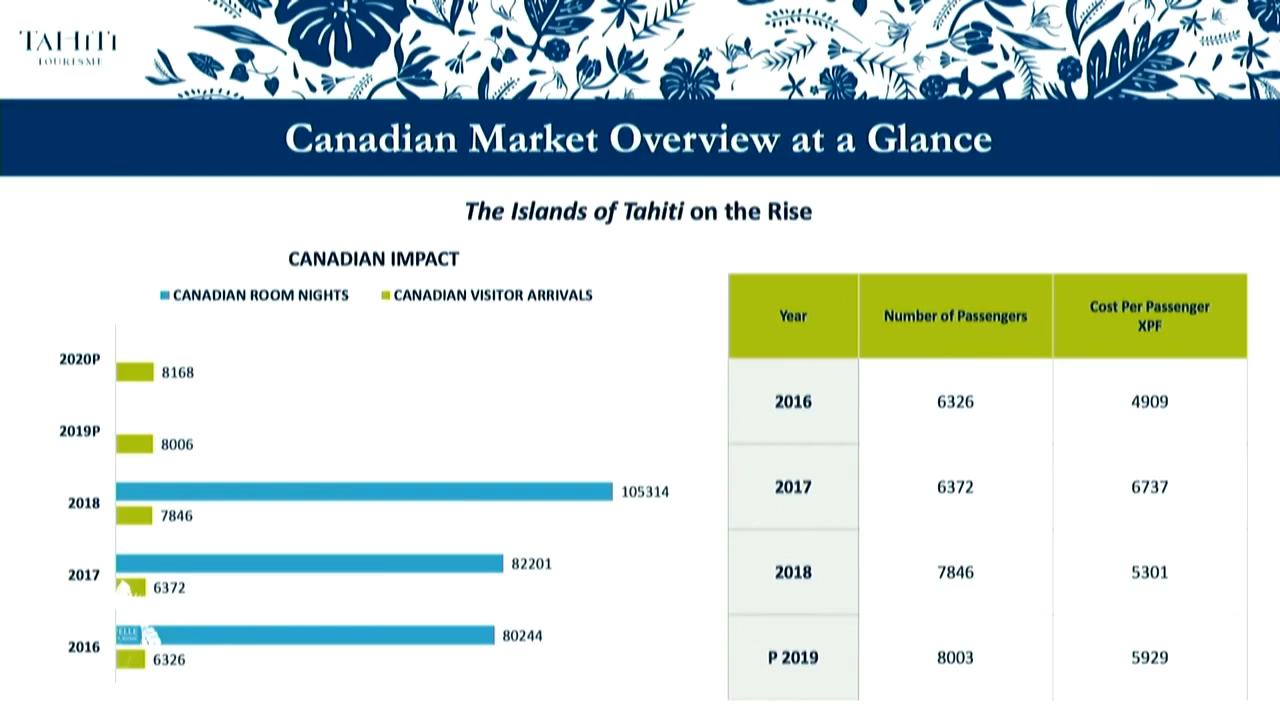 TAHITI
TOURISME
Canadian Market Overview at a Glance
The Islands of Tahiti on the Rise
CANADIAN IMPACT
CANADIAN ROOM NIGHTS
CANADIAN VISITOR ARRIVALS
2020P
8168
2019P
8006
2018
105314
7846
2017
82201
6372
2016
80244
6326
Year
Number of Passengers
Cost Per Passenger
XPF
2016 6326 4909
2017 6372 6737
2018 7846 5301
P 2019 8003 5929